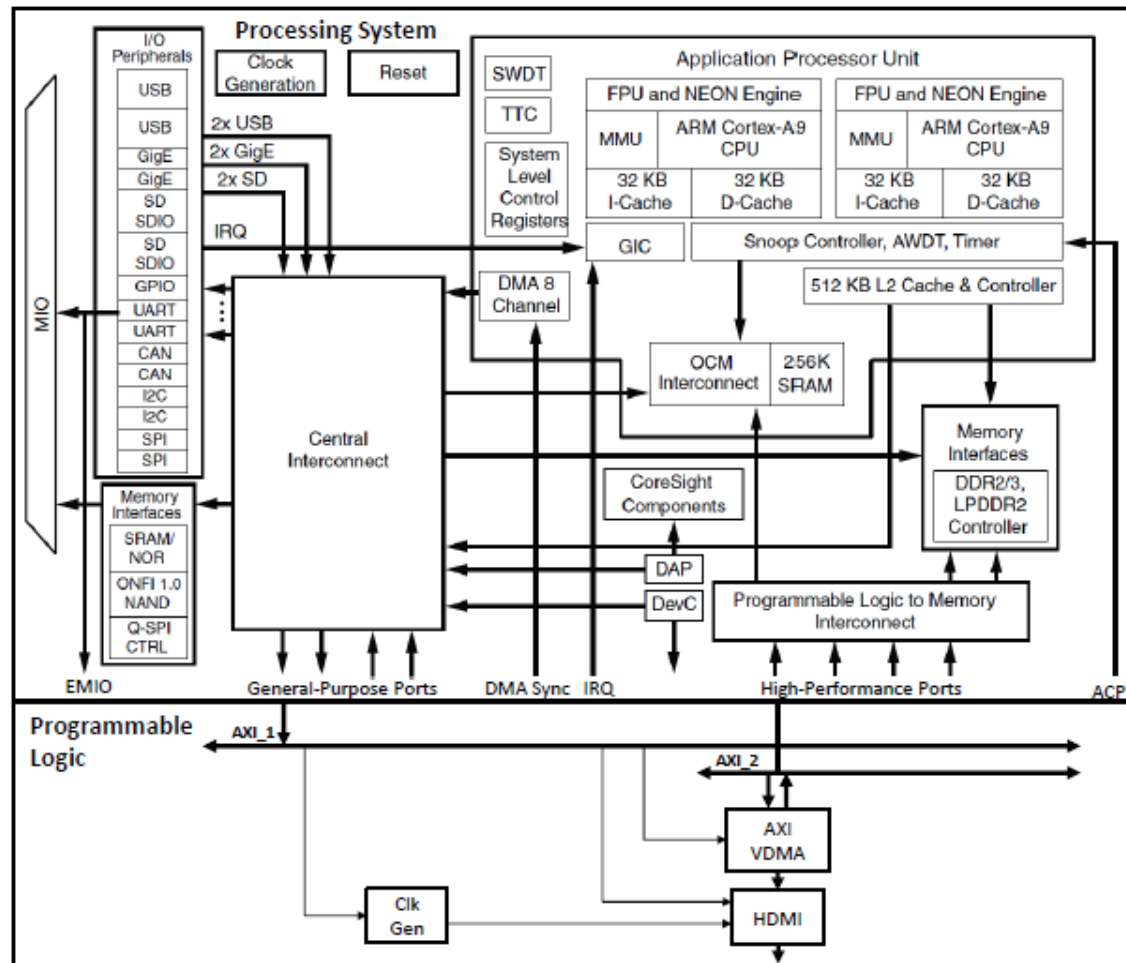 Processing System
I/O
Peripherals
USB
USB
GigE
GigE
SD
SDIO
SD
SDIO
GPIO
UART
UART
CAN
CAN
I2C
I2C
SPI
SPI
MIO
Memory
Interfaces
SRAM/
NOR
ONFI 1.0
NAND
Q-SPI
CTRL
Clock
Generation
Reset
2x USB
2x GigE
2x SD
IRQ
Central
Interconnect
SWDT
TTC
System
Level
Control
Registers
DMA 8
Channel
Application Processor
Unit
FPU and NEON Engine
MMU
ARM Cortex-A9
CPU
32 KB
I-Cache
32 KB
D-Cache
FPU and NEON Engine
MMU
ARM Cortex-A9
CPU
32 KB
I-Cache
32 KB
D-Cache
GIC
Snoop Controller, AWDT, Timer
512 KB L2 Cache & Controller
OCM
Interconnect
256K
SRAM
Memory
Interfaces
DDR2/3,
LPDDR2
Controller
CoreSight
Components
DAP
DevC
Programmable Logic to Memory
Interconnect
EMIO
General-Purpose Ports
DMA Sync
IRQ
High-Performance Ports
ACP
Programmable
Logic
AXI_1
AXI_2
AXI
VDMA
Clk
Gen
HDMI